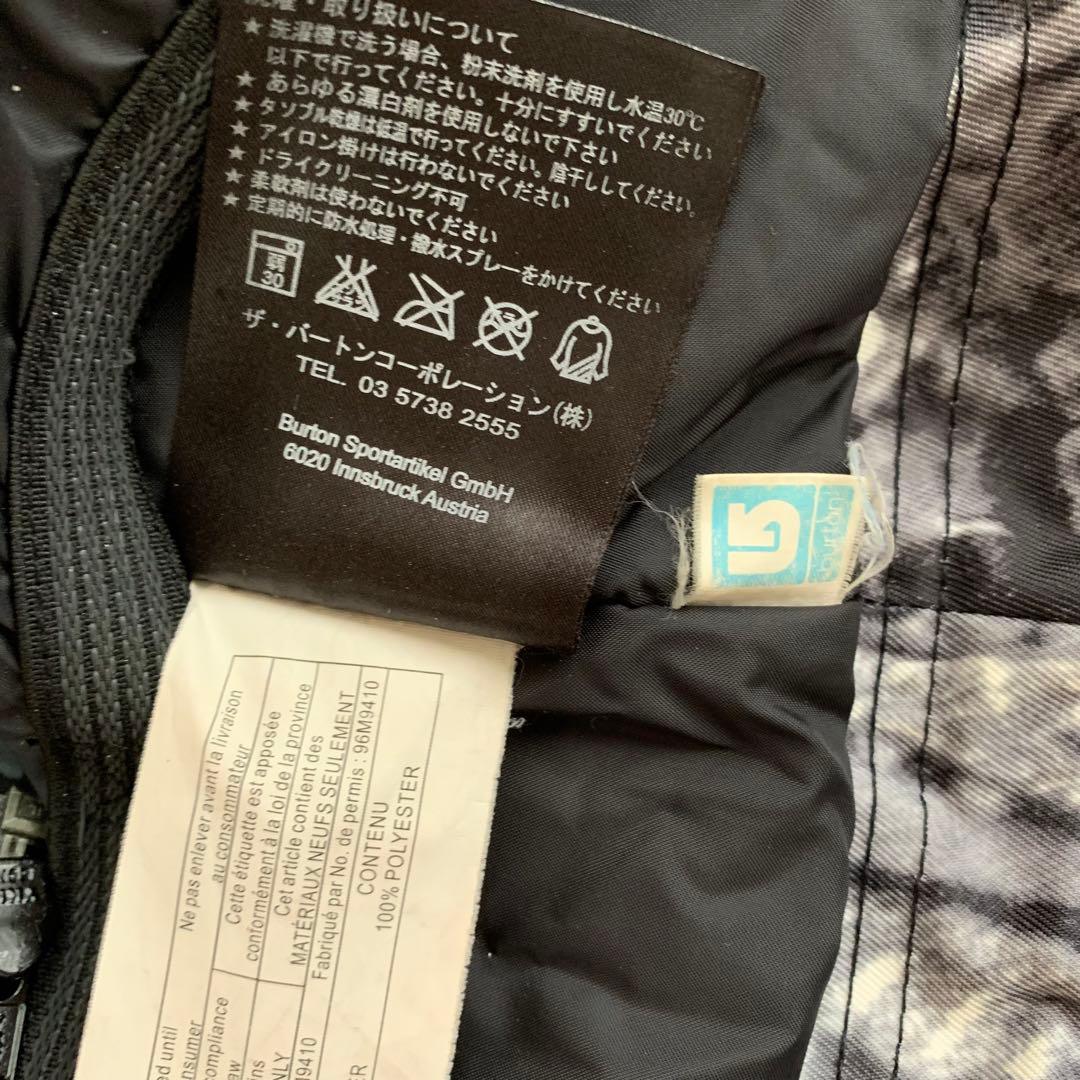 ・取り扱いについて
★ 洗濯機で洗う場合、粉末洗剤を使用し水温30℃
以下で行ってください。十分にすすいでください
★ あらゆる漂白剤を使用しないで下さい
★ タンブル乾燥は低温で行ってください。陰干ししてください。
★ アイロン掛けは行わないでください
★ ドライクリーニング不可
★ 柔軟剤は使わないでください
★ 定期的に防水処理・撥水スプレーをかけてください
弱
30
ザ・バートンコーポレーション(株)
TEL. 03 5738 2555
Burton Sportartikel GmbH
6020 Innsbruck Austria
burton
Ne pas enlever avant la livraison
au consommateur
Cette étiquette est apposée
conformément à la loi de la province
Cet article contient des
MATÉRIAUX NEUFS SEULEMENT
Fabriqué par No. de permis : 96M9410
CONTENU
100% POLYESTER
ed until
nsumer
compliance
aw
ins
NLY
19410
ER